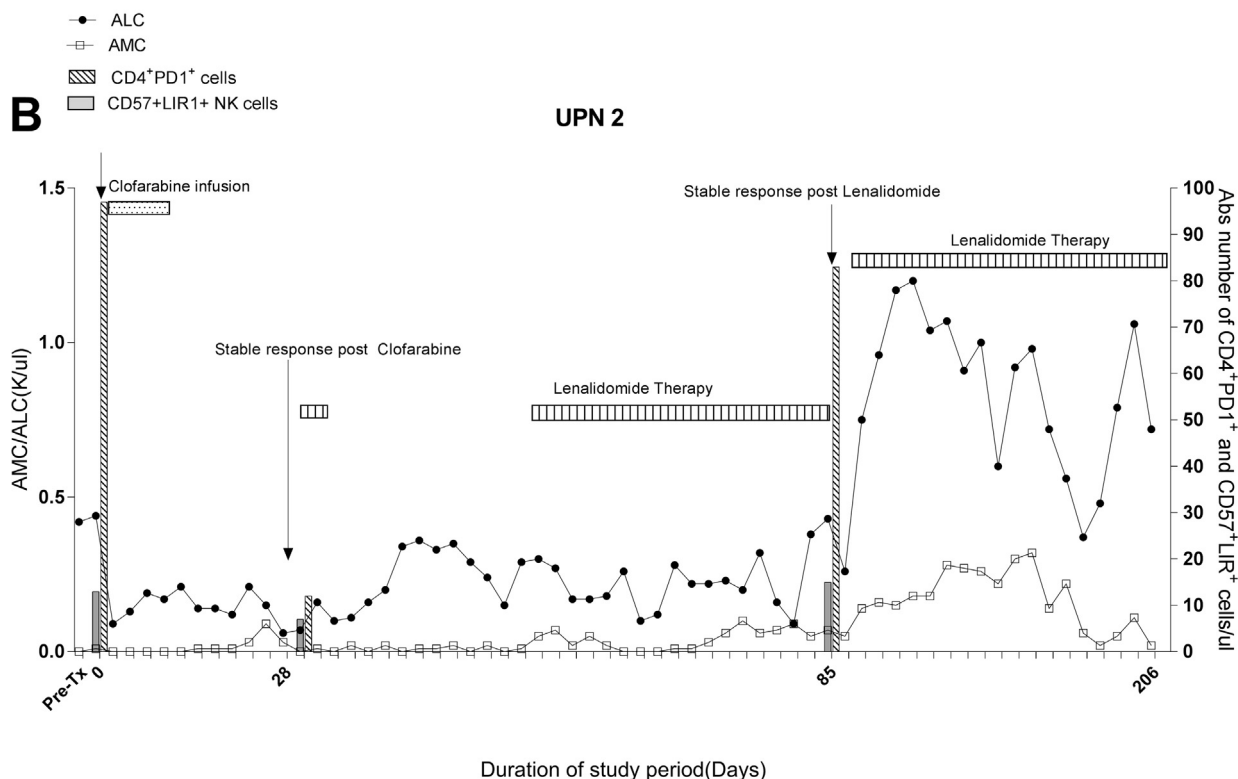 ALC
AMC
CD4⁺PD1⁺ cells
CD57+LIR1+ NK cells
B
UPN 2
Clofarabine infusion
Stable response post Lenalidomide
Lenalidomide Therapy
Stable response post Clofarabine
Lenalidomide Therapy
AMC/ALC(K/ul)
1.5
1.0
0.5
0.0
100
90
80
70
60
50
40
30
20
10
0
Abs number of CD4⁺PD1⁺ and CD57⁺LIR⁺ cells/ul
Pre-Tx
0
28
85
206
Duration of study period(Days)